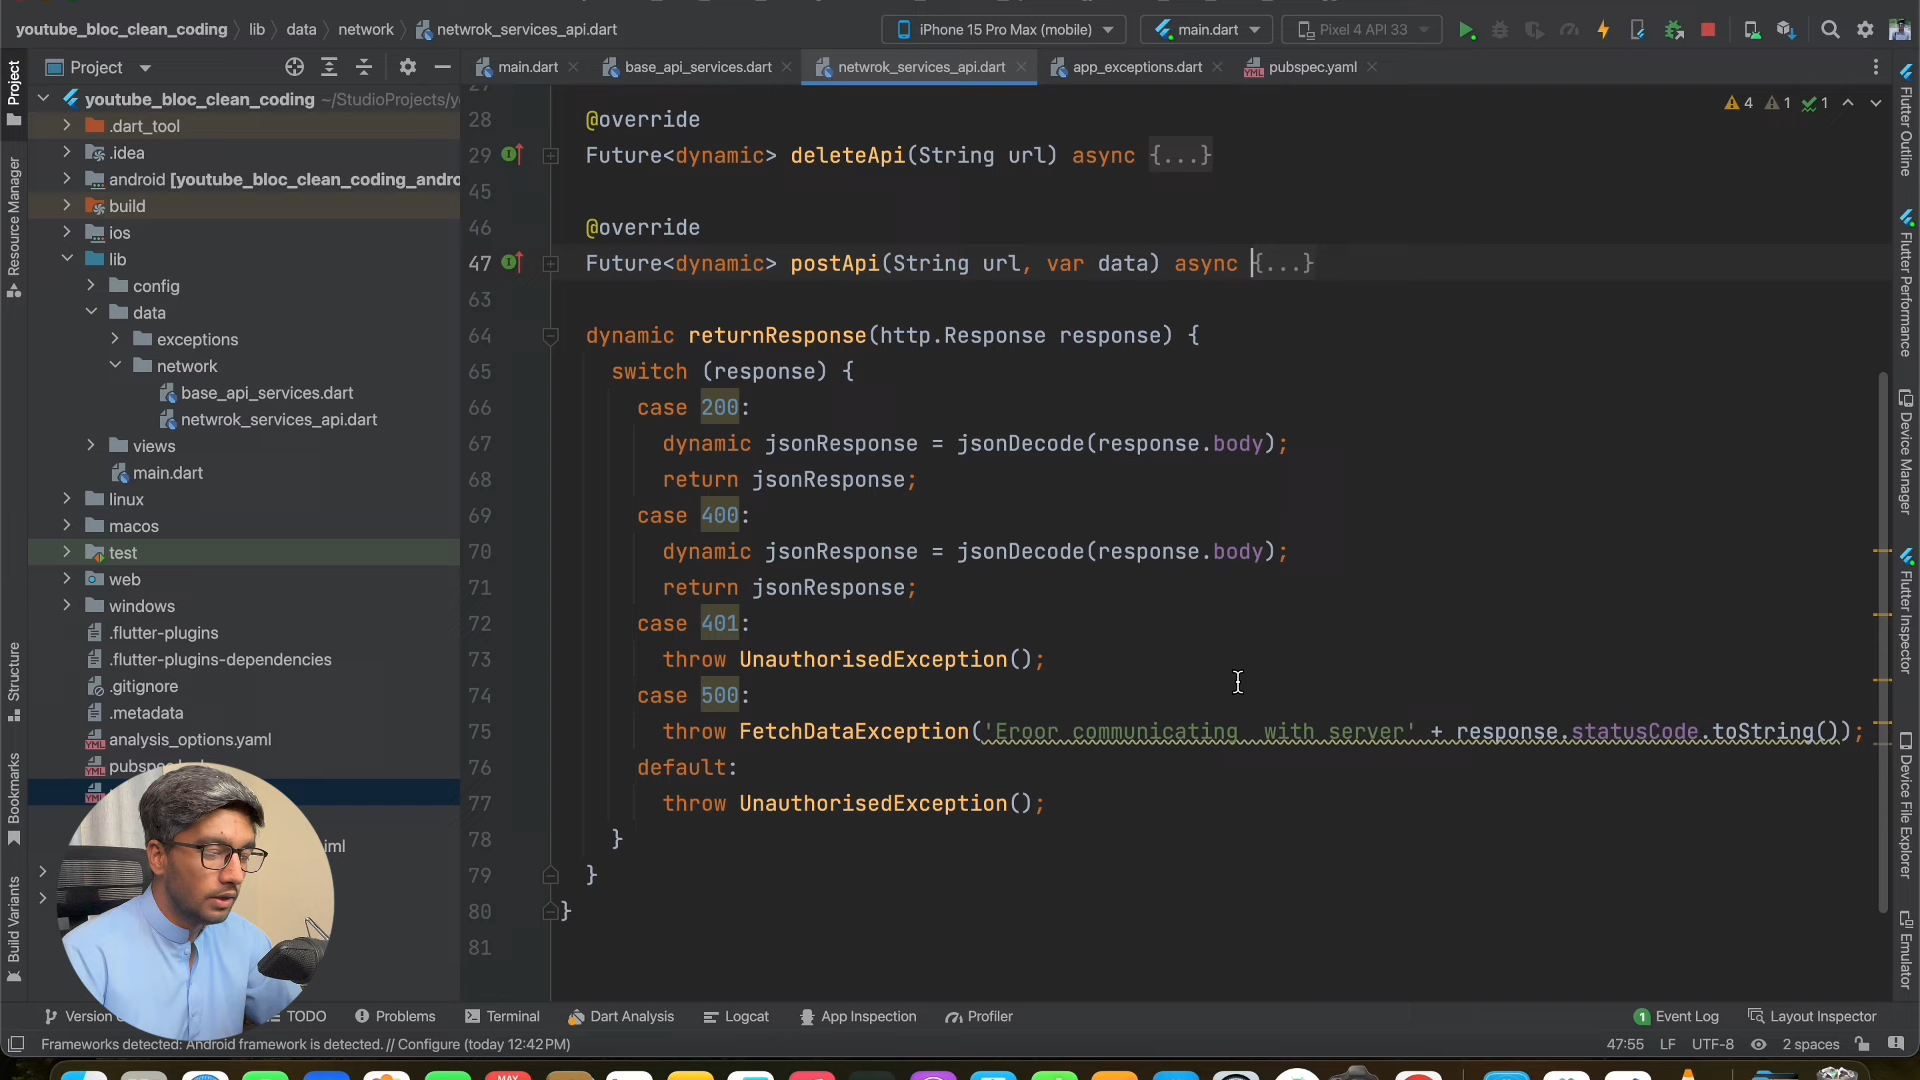 youtube_bloc_clean_coding lib data network netwrok_services_api.dart
iPhone 15 Pro Max (mobile) main.dart Pixel 4 API 33
Project main.dart base_api_services.dart netwrok_services_api.dart app_exceptions.dart pubspec.yaml
Project
Resource Manager
Structure
Bookmarks
Build Variants
youtube_bloc_clean_coding ~/StudioProjects/y
.dart_tool
.idea
android [youtube_bloc_clean_coding_andro
build
ios
lib
config
data
exceptions
network
base_api_services.dart
netwrok_services_api.dart
views
main.dart
linux
macos
test
web
windows
.flutter-plugins
.flutter-plugins-dependencies
.gitignore
.metadata
analysis_options.yaml
iml
4 1 1
28 @override
29 Future<dynamic> deleteApi(String url) async {...}
45
46 @override
47 Future<dynamic> postApi(String url, var data) async {...}
63
64 dynamic returnResponse(http.Response response) {
65 switch (response) {
66 case 200:
67 dynamic jsonResponse = jsonDecode(response.body);
68 return jsonResponse;
69 case 400:
70 dynamic jsonResponse = jsonDecode(response.body);
71 return jsonResponse;
72 case 401:
73 throw UnauthorisedException();
74 case 500:
75 throw FetchDataException('Eroor communicating  with server' + response.statusCode.toString());
76 default:
77 throw UnauthorisedException();
78 }
79 }
80 }
81
Flutter Outline
Flutter Performance
Device Manager
Flutter Inspector
Device File Explorer
Emulator
Version TODO Problems Terminal Dart Analysis Logcat App Inspection Profiler 1 Event Log Layout Inspector
Frameworks detected: Android framework is detected. // Configure (today 12:42 PM) 47:55 LF UTF-8 2 spaces
MAY